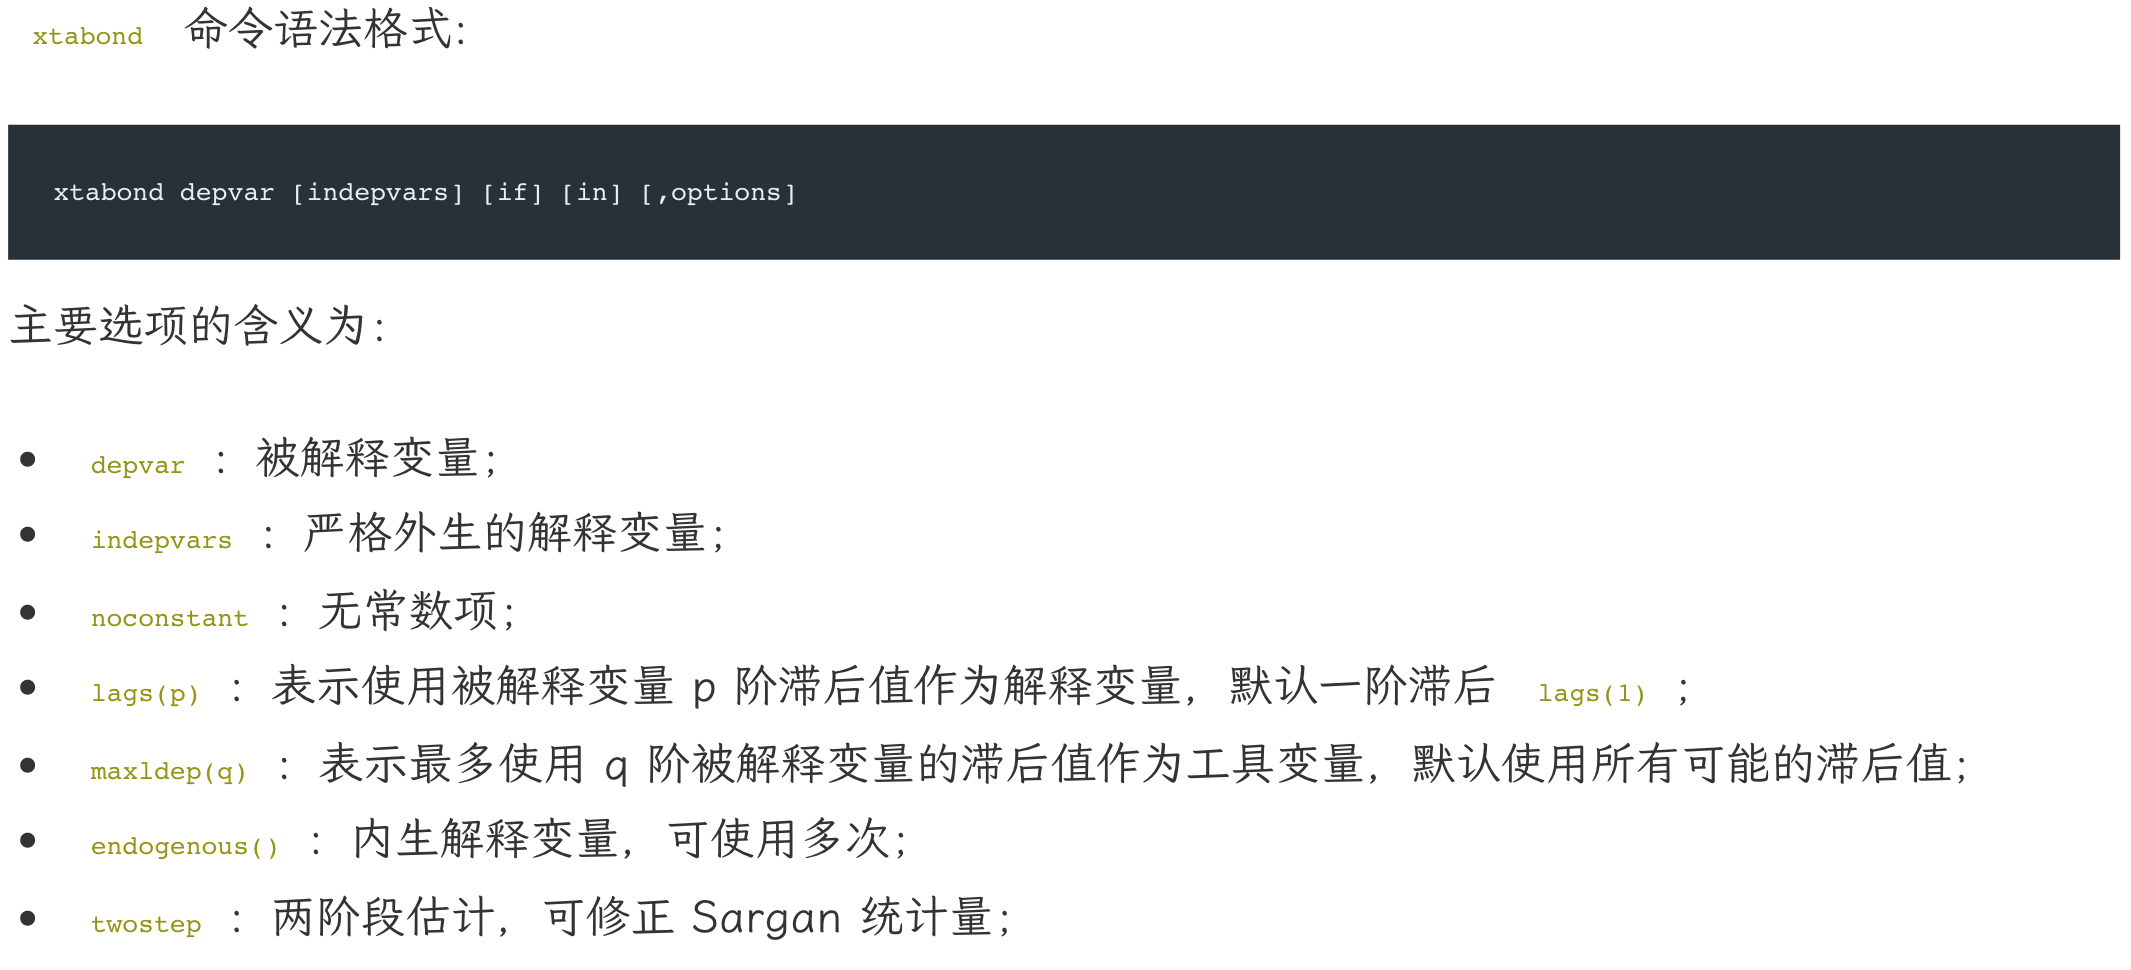 xtabond 命令语法格式:
xtabond depvar [indepvars] [if] [in] [,options]
主要选项的含义为:
• depvar : 被解释变量;
• indepvars : 严格外生的解释变量;
• noconstant : 无常数项;
• lags(p) : 表示使用被解释变量 p 阶滞后值作为解释变量, 默认一阶滞后 lags(1) ;
• maxldep(q) : 表示最多使用 q 阶被解释变量的滞后值作为工具变量, 默认使用所有可能的滞后值;
• endogenous() : 内生解释变量, 可使用多次;
• twostep : 两阶段估计, 可修正 Sargan 统计量;